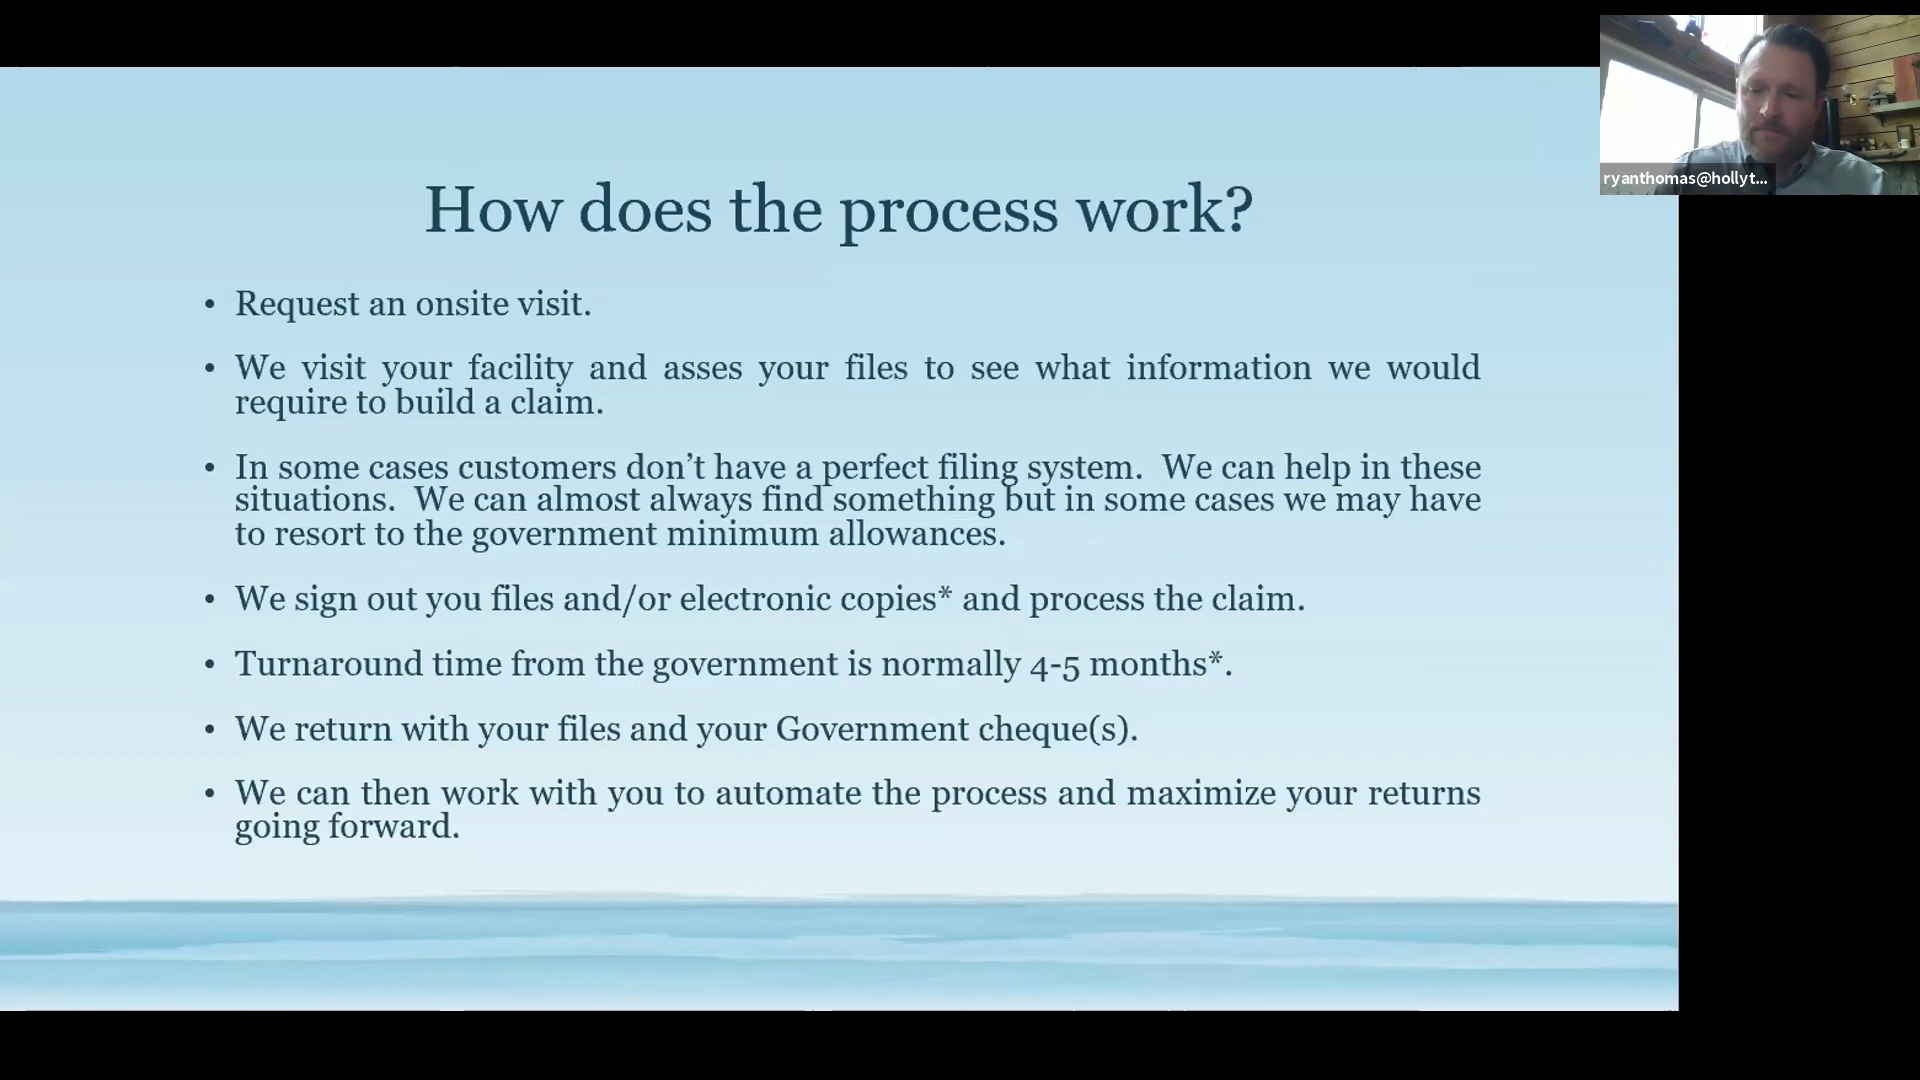 ryanthomas@hollyt...
How does the process work?
• Request an onsite visit.
• We visit your facility and asses your files to see what information we would
require to build a claim.
• In some cases customers don’t have a perfect filing system.  We can help in these
situations.  We can almost always find something but in some cases we may have
to resort to the government minimum allowances.
• We sign out you files and/or electronic copies* and process the claim.
• Turnaround time from the government is normally 4-5 months*.
• We return with your files and your Government cheque(s).
• We can then work with you to automate the process and maximize your returns
going forward.